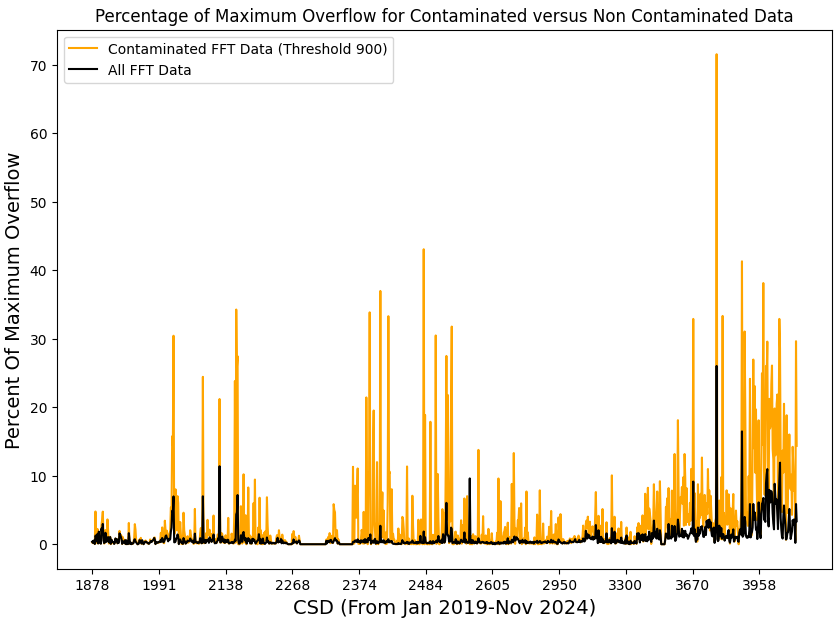 Percentage of Maximum Overflow for Contaminated versus Non Contaminated Data
Contaminated FFT Data (Threshold 900)
All FFT Data
Percent Of Maximum Overflow
70
60
50
40
30
20
10
0
1878 1991 2138 2268 2374 2484 2605 2950 3300 3670 3958
CSD (From Jan 2019-Nov 2024)